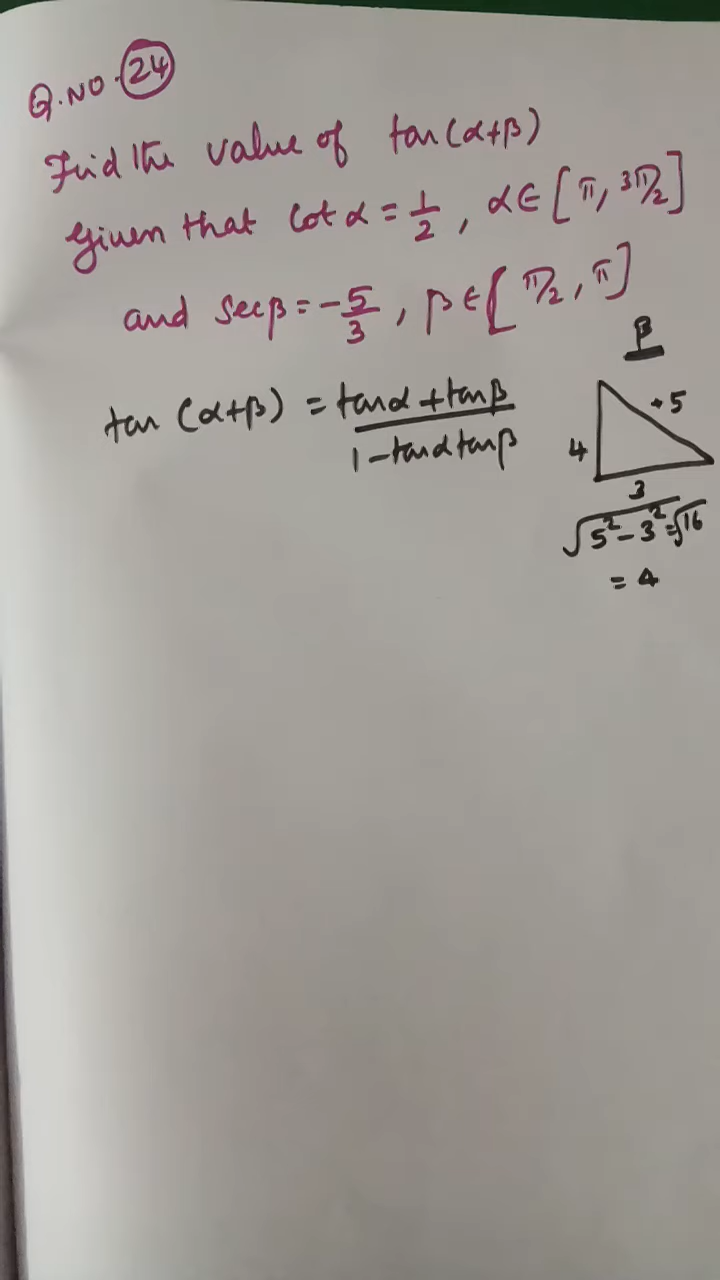 Q.NO. 24
Find the value of tan(α+β)
Given that cot α = 1/2, α ∈ [π, 3π/2]
and secβ = -5/3, β ∈ [π/2, π]
tan (α+β) = tanα + tanβ / 1 - tanα tanβ
β
5
4
3
√5² - 3² = √16
= 4